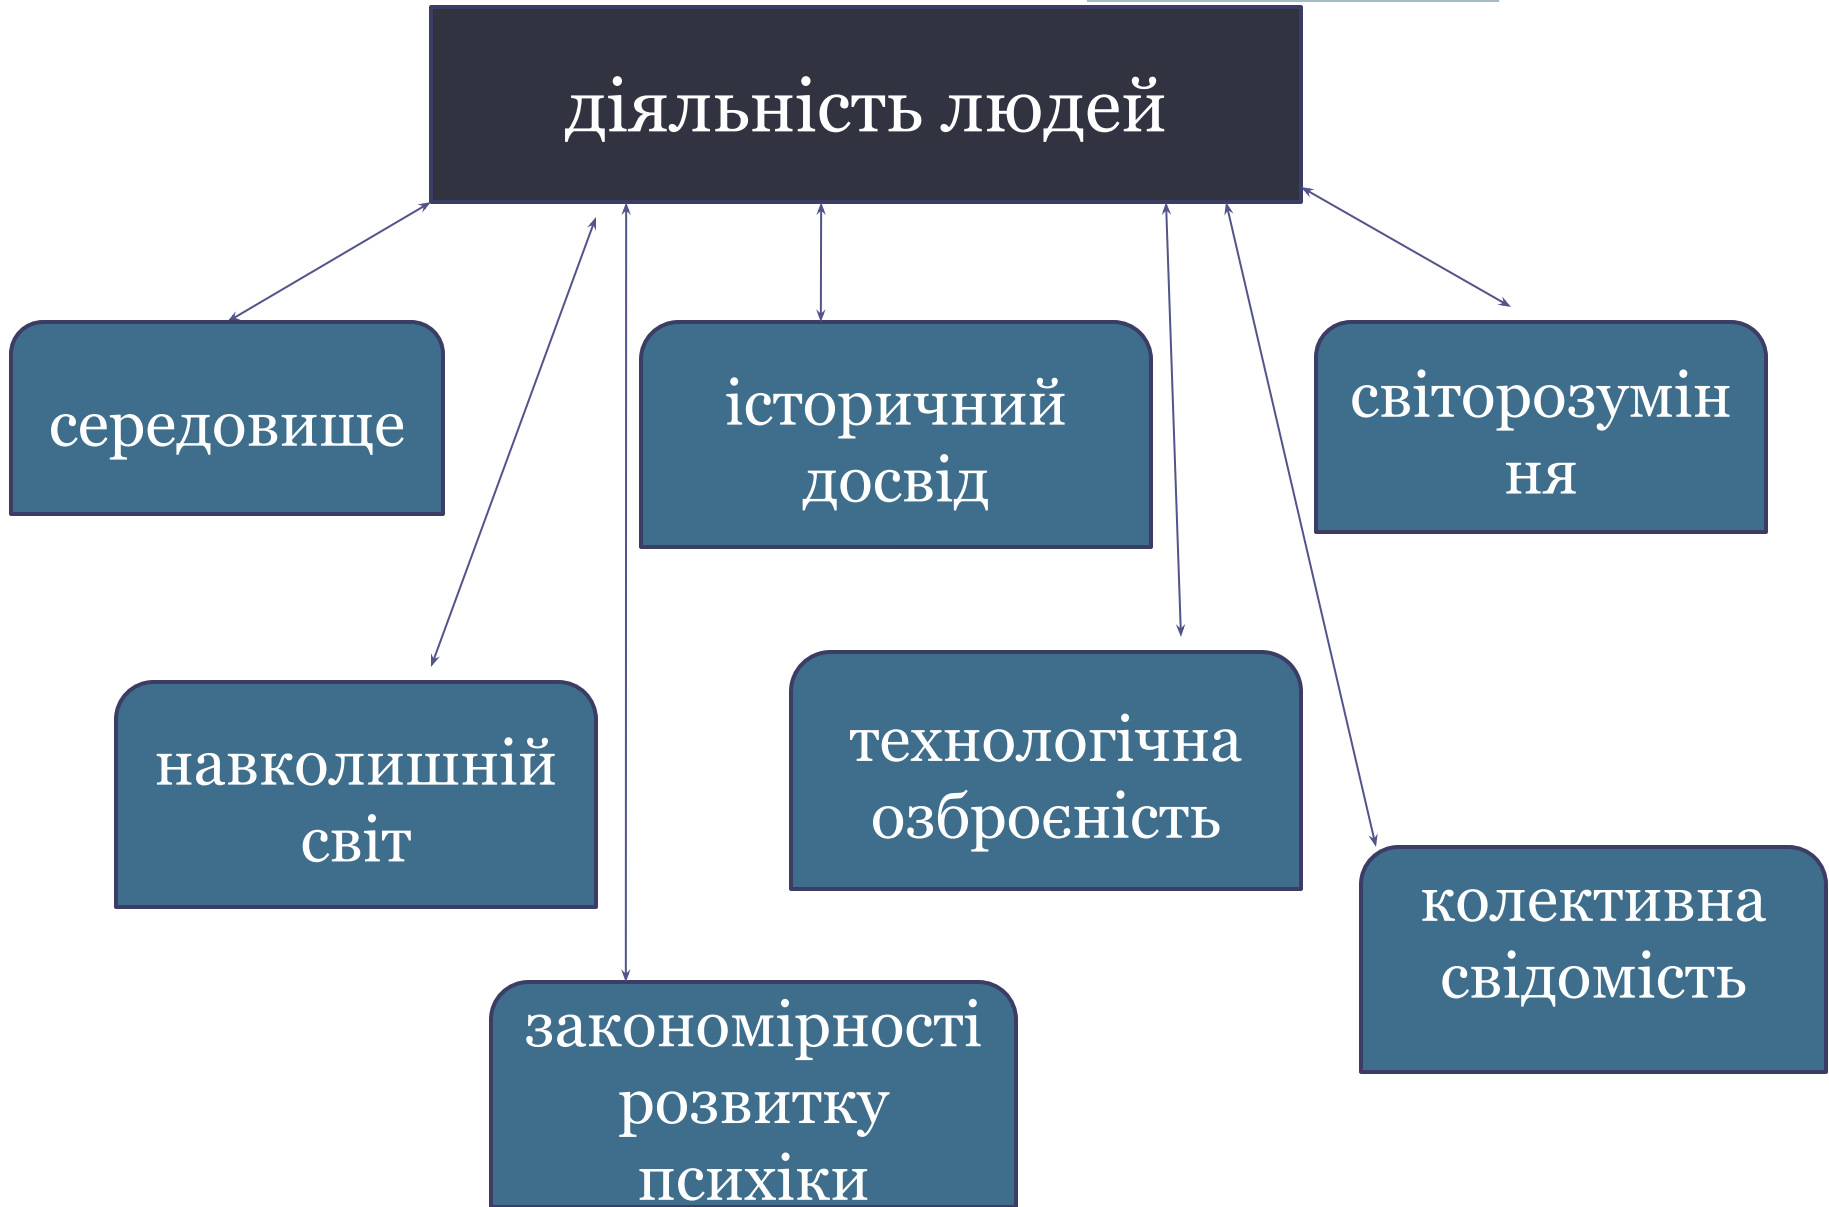 діяльність людей
середовище
історичний
досвід
світорозумін
ня
навколишній
світ
технологічна
озброєність
колективна
свідомість
закономірності
розвитку
психіки